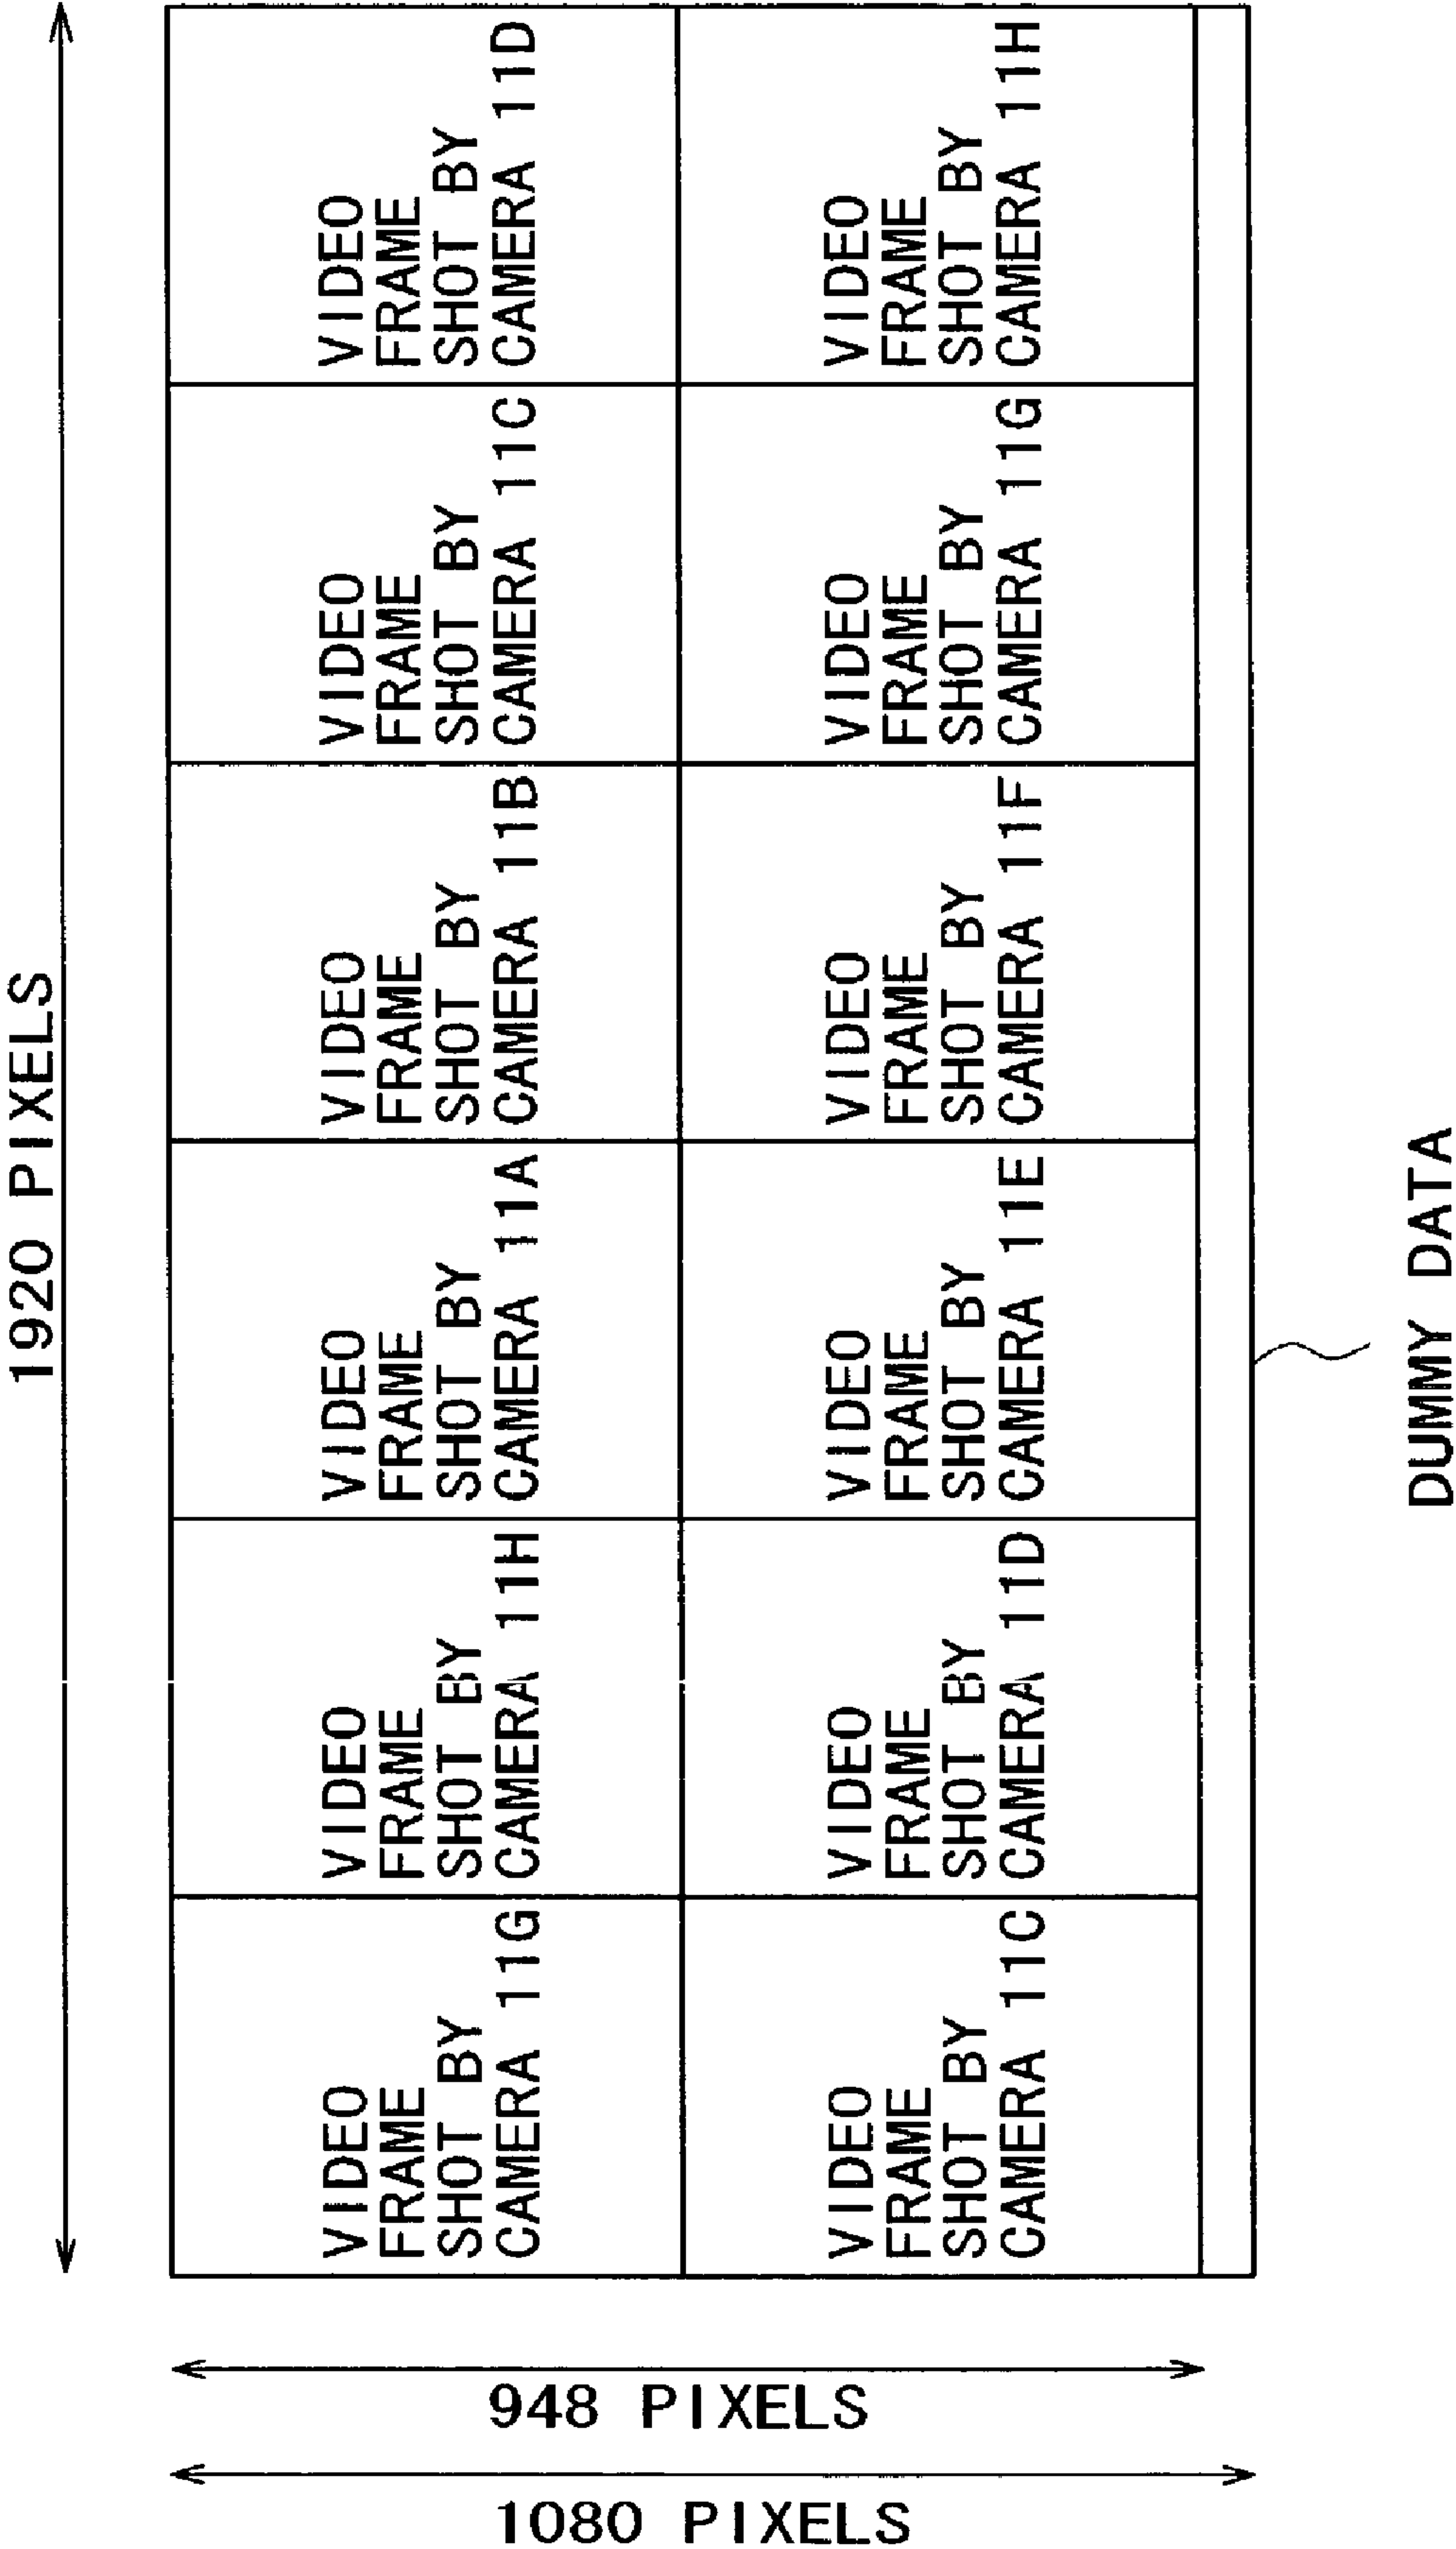 1920 PIXELS
VIDEO
FRAME
SHOT BY
CAMERA 11G
VIDEO
FRAME
SHOT BY
CAMERA 11H
VIDEO
FRAME
SHOT BY
CAMERA 11A
VIDEO
FRAME
SHOT BY
CAMERA 11B
VIDEO
FRAME
SHOT BY
CAMERA 11C
VIDEO
FRAME
SHOT BY
CAMERA 11D
VIDEO
FRAME
SHOT BY
CAMERA 11C
VIDEO
FRAME
SHOT BY
CAMERA 11D
VIDEO
FRAME
SHOT BY
CAMERA 11E
VIDEO
FRAME
SHOT BY
CAMERA 11F
VIDEO
FRAME
SHOT BY
CAMERA 11G
VIDEO
FRAME
SHOT BY
CAMERA 11H
948 PIXELS
1080 PIXELS
DUMMY DATA